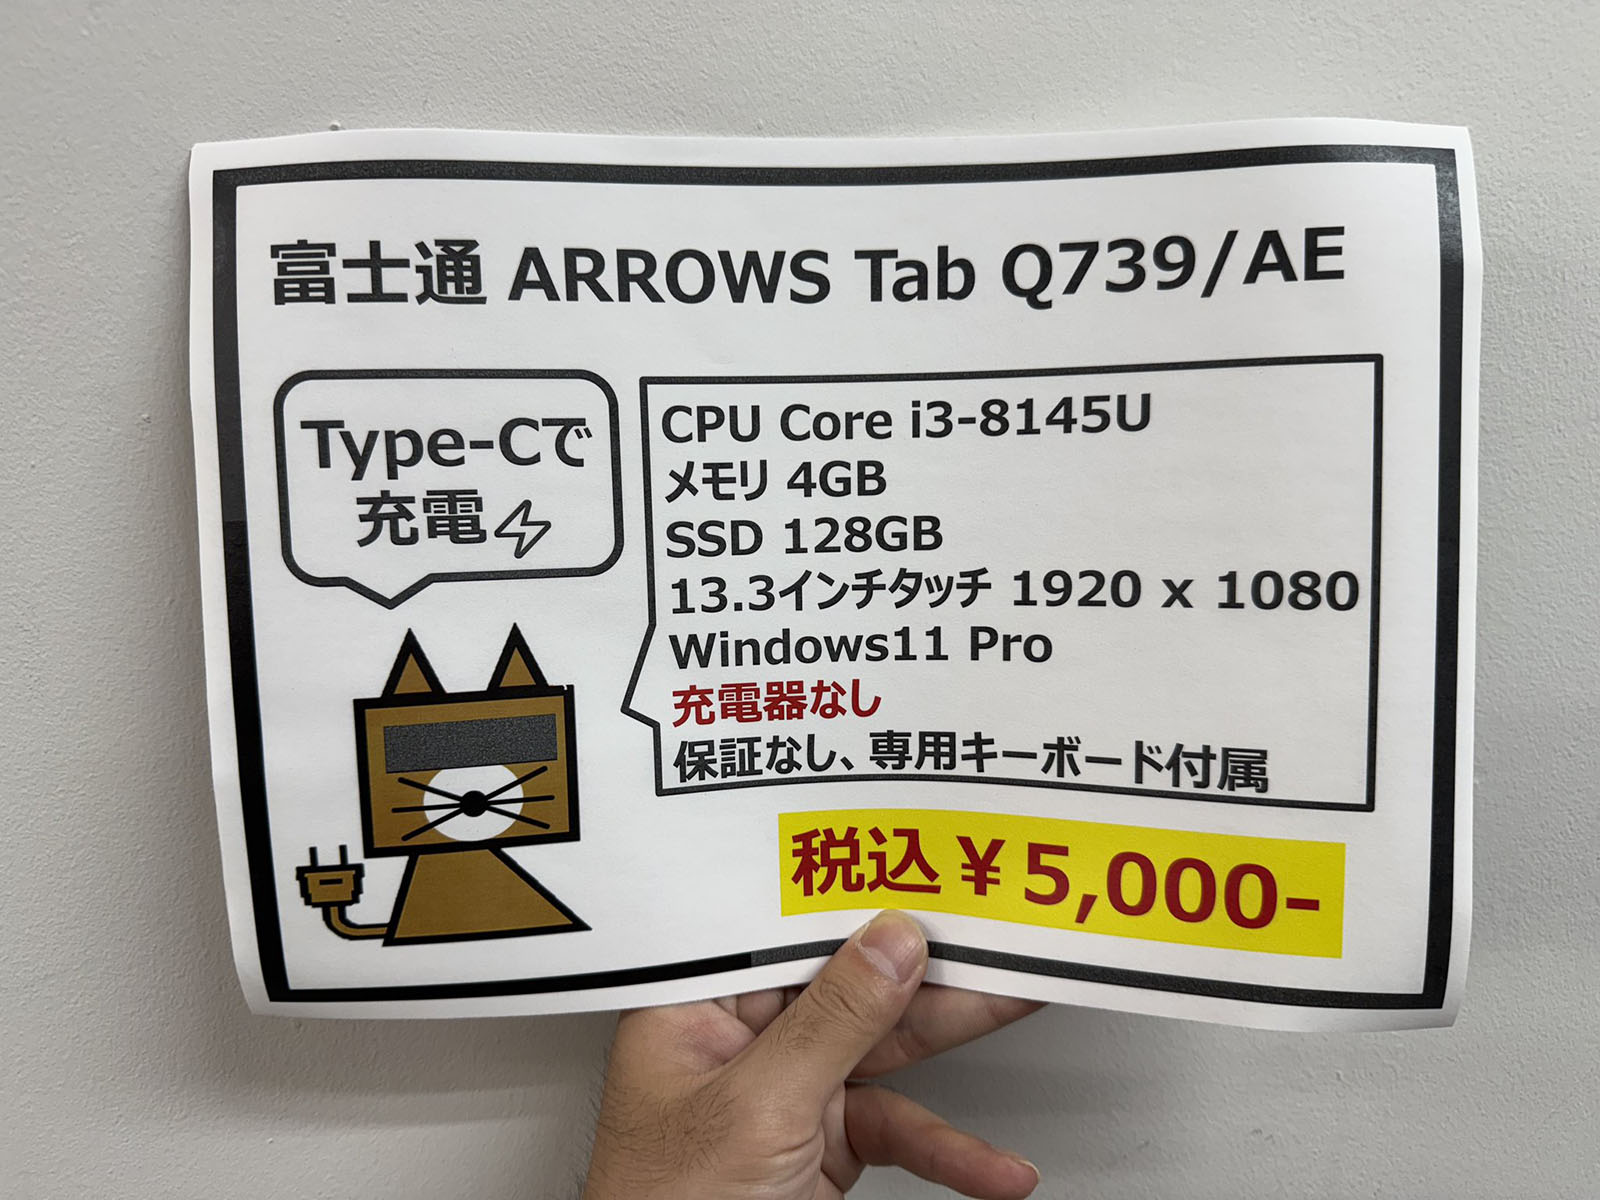 富士通 ARROWS Tab Q739/AE
Type-Cで
充電
CPU Core i3-8145U
メモリ 4GB
SSD 128GB
13.3インチタッチ 1920 x 1080
Windows11 Pro
充電器なし
保証なし、専用キーボード付属
税込￥5,000-